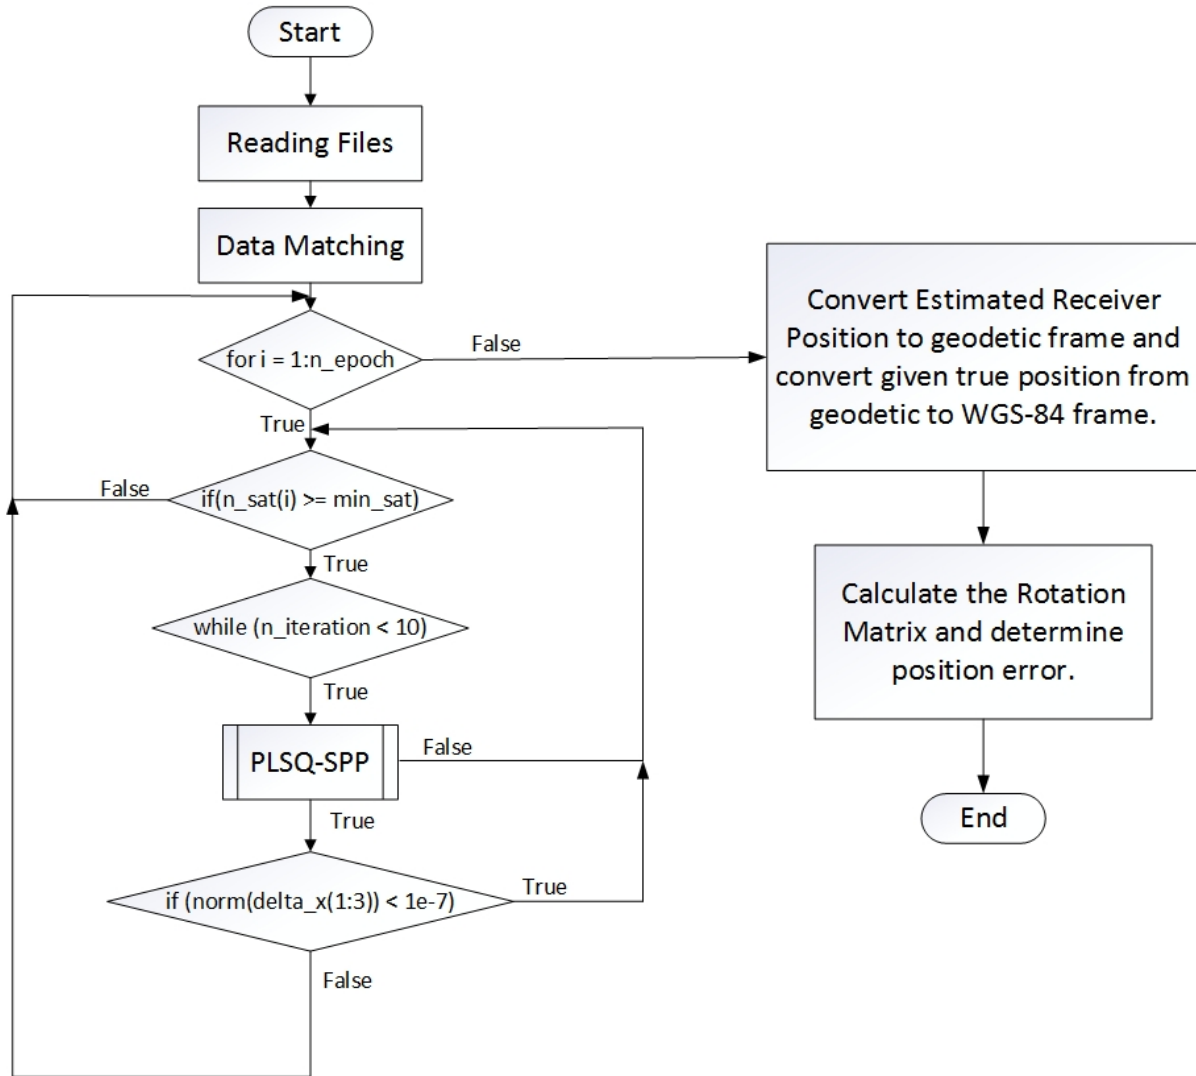 Start
Reading Files
Data Matching
for i = 1:n_epoch
False
True
if(n_sat(i) >= min_sat)
False
True
while (n_iteration < 10)
True
PLSQ-SPP
False
True
if (norm(delta_x(1:3)) < 1e-7)
True
False
Convert Estimated Receiver
Position to geodetic frame and
convert given true position from
geodetic to WGS-84 frame.
Calculate the Rotation
Matrix and determine
position error.
End